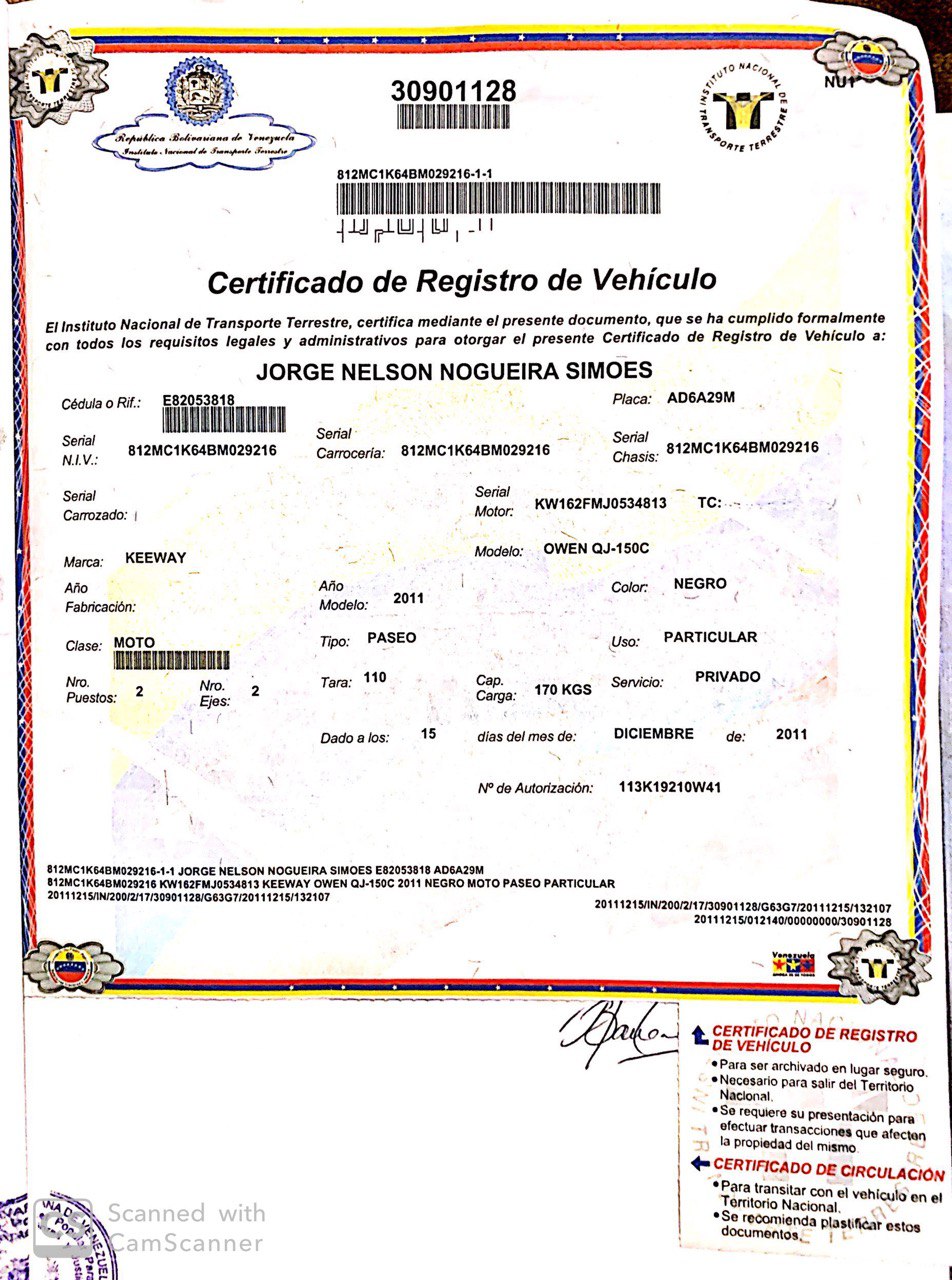 NU1
República Bolivariana de Venezuela
Instituto Nacional de Transporte Terrestre
30901128
INSTITUTO NACIONAL DE TRANSPORTE TERRESTRE
812MC1K64BM029216-1-1
Certificado de Registro de Vehículo
El Instituto Nacional de Transporte Terrestre, certifica mediante el presente documento, que se ha cumplido formalmente
con todos los requisitos legales y administrativos para otorgar el presente Certificado de Registro de Vehículo a:
JORGE NELSON NOGUEIRA SIMOES
Cédula o Rif.: E82053818 Placa: AD6A29M
Serial N.I.V.: 812MC1K64BM029216 Serial Carrocería: 812MC1K64BM029216 Serial Chasis: 812MC1K64BM029216
Serial Carrozado: Serial Motor: KW162FMJ0534813 TC:
Marca: KEEWAY Modelo: OWEN QJ-150C
Año Fabricación: Año Modelo: 2011 Color: NEGRO
Clase: MOTO Tipo: PASEO Uso: PARTICULAR
Nro. Puestos: 2 Nro. Ejes: 2 Tara: 110 Cap. Carga: 170 KGS Servicio: PRIVADO
Dado a los: 15 días del mes de: DICIEMBRE de: 2011
Nº de Autorización: 113K19210W41
812MC1K64BM029216-1-1 JORGE NELSON NOGUEIRA SIMOES E82053818 AD6A29M
812MC1K64BM029216 KW162FMJ0534813 KEEWAY OWEN QJ-150C 2011 NEGRO MOTO PASEO PARTICULAR
20111215/IN/200/2/17/30901128/G63G7/20111215/132107
20111215/IN/200/2/17/30901128/G63G7/20111215/132107
20111215/012140/00000000/30901128
Venezuela
CERTIFICADO DE REGISTRO
DE VEHÍCULO
•Para ser archivado en lugar seguro.
•Necesario para salir del Territorio
Nacional.
•Se requiere su presentación para
efectuar transacciones que afecten
la propiedad del mismo.
CERTIFICADO DE CIRCULACIÓN
•Para transitar con el vehículo en el
Territorio Nacional.
•Se recomienda plastificar estos
documentos.
CS
Scanned with
CamScanner